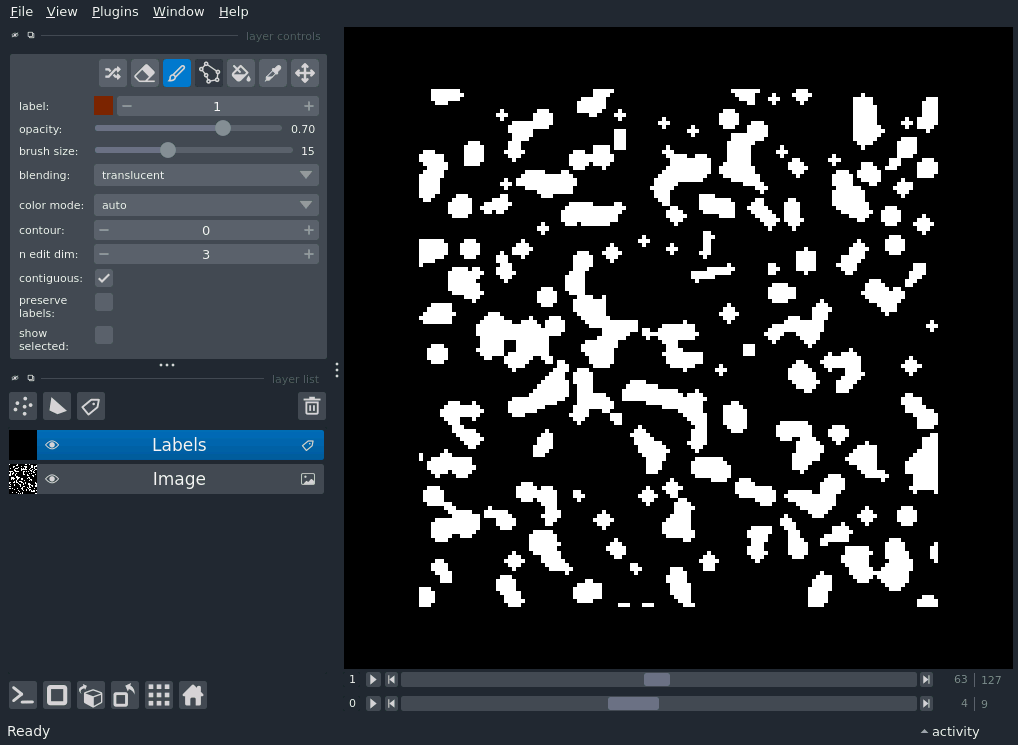 File View Plugins Window Help
layer controls
label: 1
opacity: 0.70
brush size: 15
blending: translucent
color mode: auto
contour: 0
n edit dim: 3
contiguous:
preserve
labels:
show
selected:
layer list
Labels
Image
1 63 127
0 4 9
Ready activity